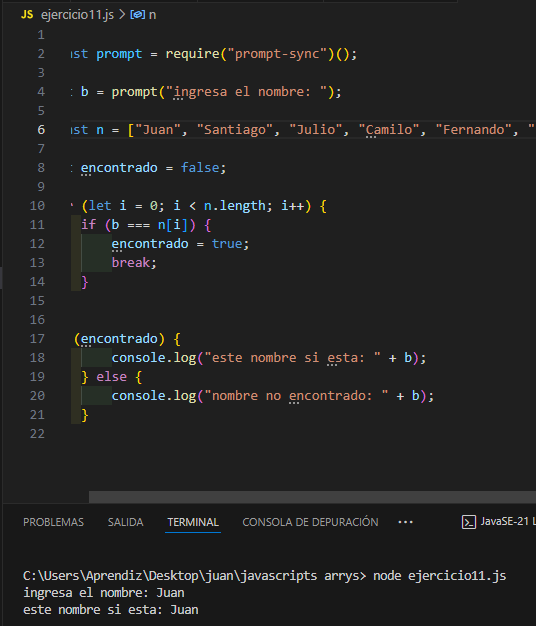 JS ejercicio11.js > n
1
2 nst prompt = require("prompt-sync")();
3
4 t b = prompt("ingresa el nombre: ");
5
6 nst n = ["Juan", "Santiago", "Julio", "Camilo", "Fernando", "
7
8 t encontrado = false;
9
10 (let i = 0; i < n.length; i++) {
11 if (b === n[i]) {
12 encontrado = true;
13 break;
14 }
15
16
17 (encontrado) {
18 console.log("este nombre si esta: " + b);
19 } else {
20 console.log("nombre no encontrado: " + b);
21 }
22
PROBLEMAS SALIDA TERMINAL CONSOLA DE DEPURACIÓN ··· JavaSE-21 L
C:\Users\Aprendiz\Desktop\juan\javascripts arrys> node ejercicio11.js
ingresa el nombre: Juan
este nombre si esta: Juan